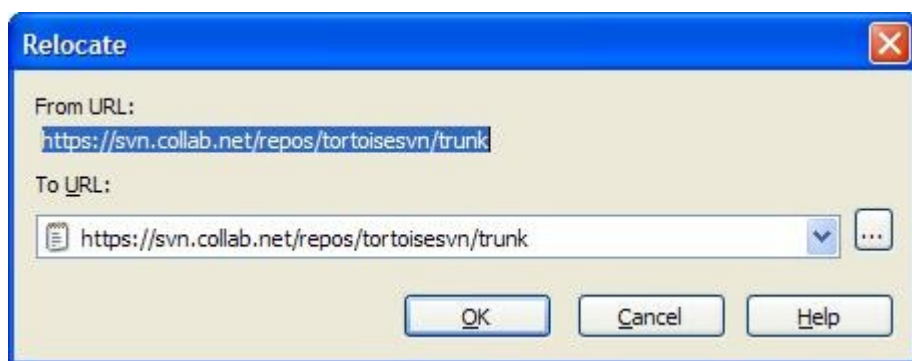 Relocate
From URL:
https://svn.collab.net/repos/tortoisesvn/trunk
To URL:
https://svn.collab.net/repos/tortoisesvn/trunk
...
OK
Cancel
Help